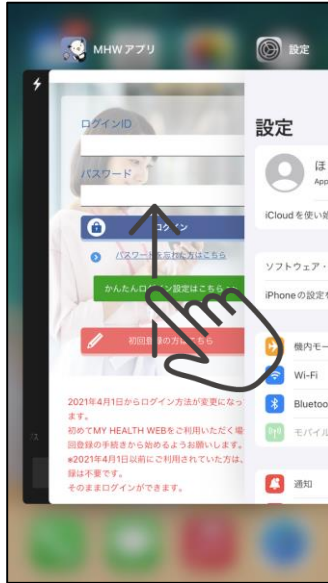 MHWアプリ
設定
ログインID
パスワード
ログイン
パスワードを忘れた方はこちら
かんたんログイン設定はこちら
初回登録の方はこちら
2021年4月1日からログイン方法が変更になっ
ます。
初めてMY HEALTH WEBをご利用いただく場
回登録の手続きから始めるようお願いします。
※2021年4月1日以前にご利用されていた方は、
録は不要です。
そのままログインができます。
設定
ほ
App
iCloudを使い
ソフトウェア・
iPhoneの設定
機内モー
Wi-Fi
Bluetoo
モバイル
通知